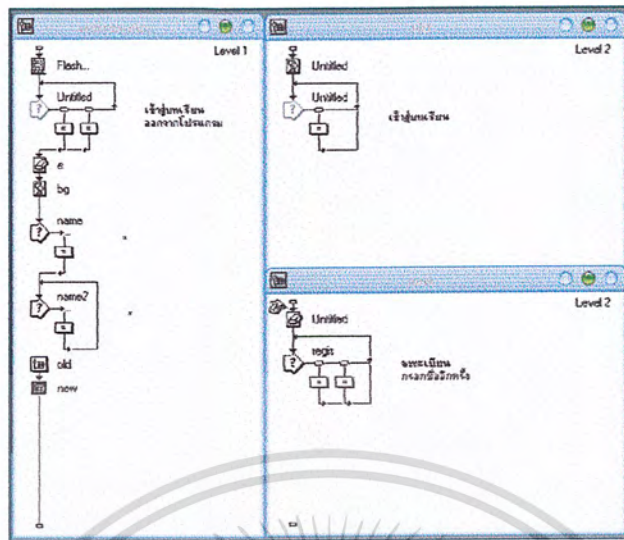 Level 1
Flash...
Untitled
เข้าสู่บทเรียน
ออกจากโปรแกรม
e
bg
name
name2
old
new
Level 2
Untitled
Untitled
เข้าสู่บทเรียน
Level 2
Untitled
regis
ลงทะเบียน
กรอกชื่ออีกครั้ง